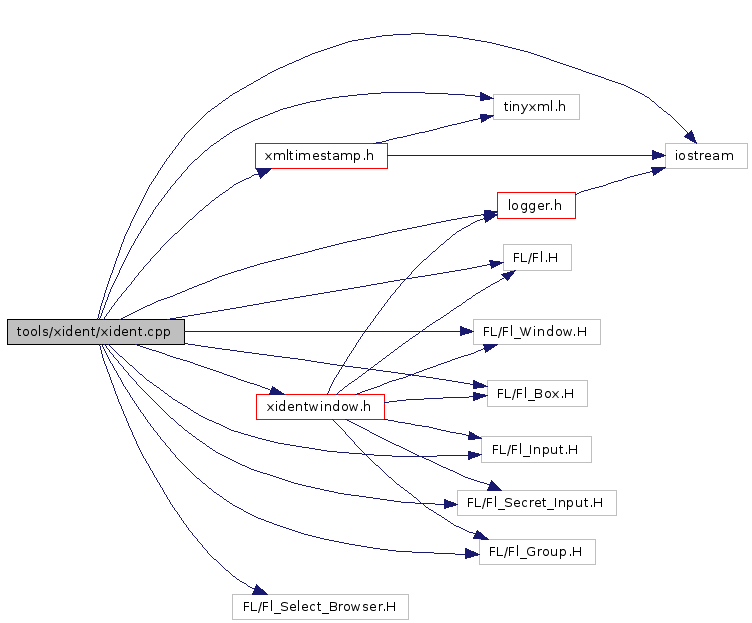 tinyxml.h
xmltimestamp.h
iostream
logger.h
FL/Fl.H
tools/xident/xident.cpp
FL/Fl_Window.H
FL/Fl_Box.H
xidentwindow.h
FL/Fl_Input.H
FL/Fl_Secret_Input.H
FL/Fl_Group.H
FL/Fl_Select_Browser.H